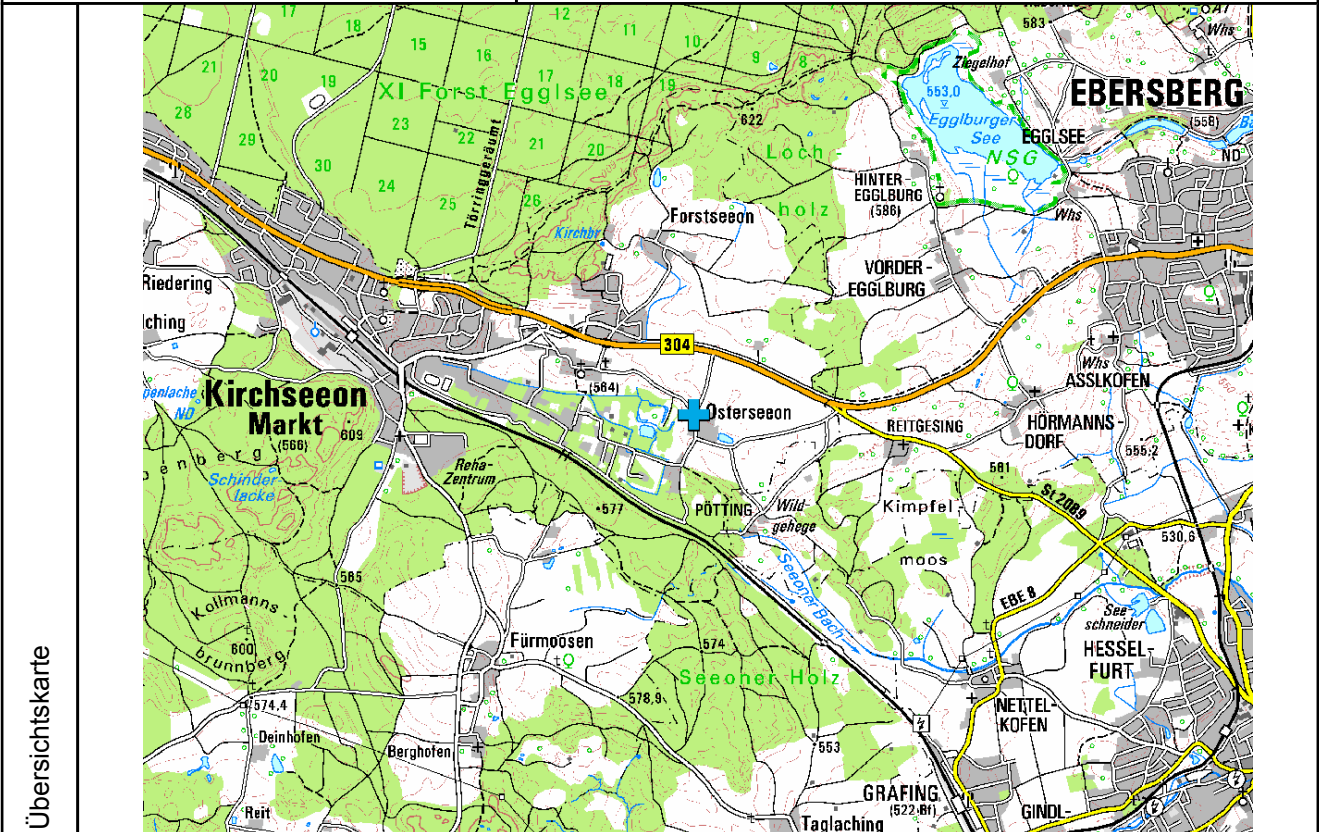 17
18
12
583
A1
Whs
15
11
21
20
19
16
17
18
19
10
9
8
Ziegelhof
XI Forst Egglsee
553,0
EBERSBERG
28
29
23
22
21
20
622
Egglburger
See
NSG
EGGLSEE
(558)
ND
30
24
25
26
Törringgeräumt
Loch
holz
HINTER-
EGGLBURG
(586)
Whs
Forstseeon
Kirchbr
VORDER-
EGGLBURG
Riedering
lching
304
Whs
ASSLKOFEN
penlache
ND
Kirchseeon
Markt
(566)
609
(564)
Osterseeon
REITGESING
HÖRMANNS-
DORF
555,2
enberg
Schinder
lacke
Reha-
Zentrum
577
PÖTTING
Wild-
gehege
581
Kimpfel-
moos
St 2089
530,6
585
Seeoner Bach
EBE 8
See
schneider
Kollmanns
brunnberg
600
Fürmoosen
574
Seeoner Holz
HESSEL-
FURT
574,4
578,9
NETTEL-
KOFEN
Deinhofen
Berghofen
553
GRAFING
(522 Bf)
Reit
Taglaching
GINDL-
Übersichtskarte